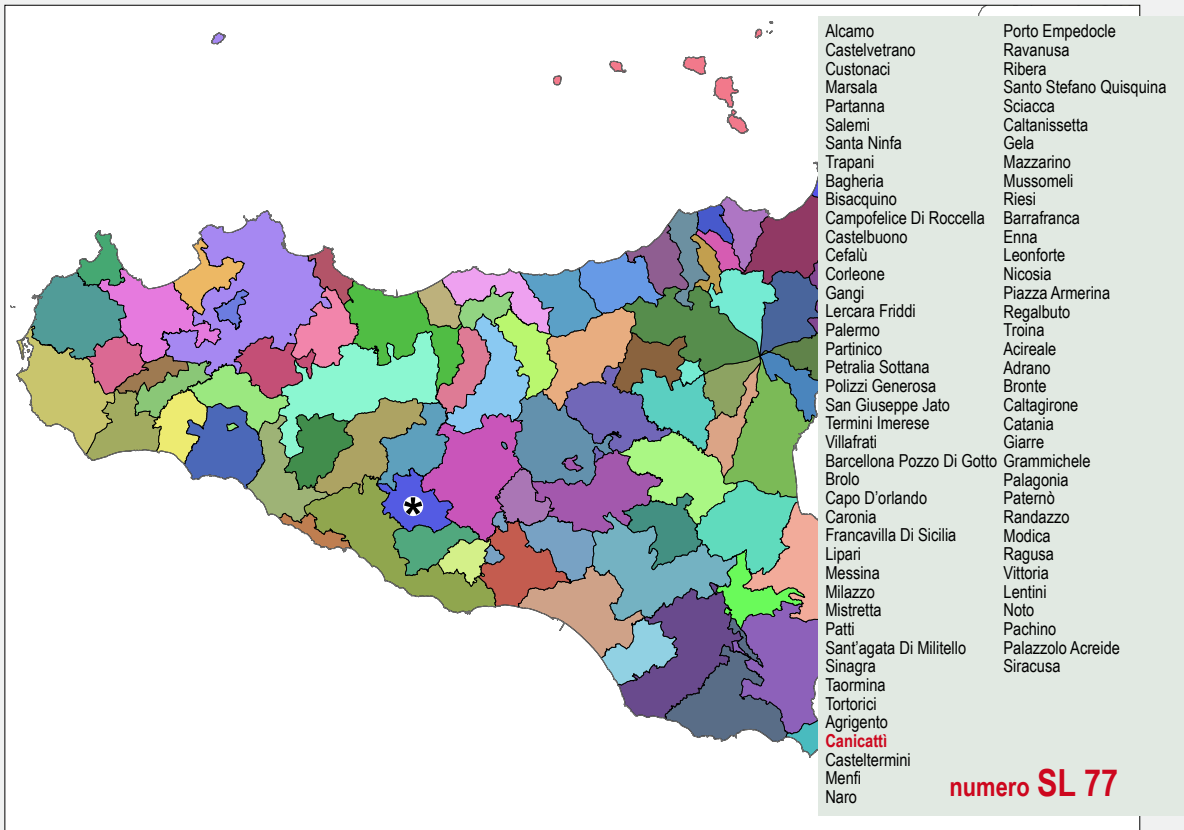 Alcamo
Castelvetrano
Custonaci
Marsala
Partanna
Salemi
Santa Ninfa
Trapani
Bagheria
Bisacquino
Campofelice Di Roccella
Castelbuono
Cefalù
Corleone
Gangi
Lercara Friddi
Palermo
Partinico
Petralia Sottana
Polizzi Generosa
San Giuseppe Jato
Termini Imerese
Villafrati
Barcellona Pozzo Di Gotto
Brolo
Capo D'orlando
Caronia
Francavilla Di Sicilia
Lipari
Messina
Milazzo
Mistretta
Patti
Sant'agata Di Militello
Sinagra
Taormina
Tortorici
Agrigento
Canicattì
Casteltermini
Menfi
Naro
Porto Empedocle
Ravanusa
Ribera
Santo Stefano Quisquina
Sciacca
Caltanissetta
Gela
Mazzarino
Mussomeli
Riesi
Barrafranca
Enna
Leonforte
Nicosia
Piazza Armerina
Regalbuto
Troina
Acireale
Adrano
Bronte
Caltagirone
Catania
Giarre
Grammichele
Palagonia
Paternò
Randazzo
Modica
Ragusa
Vittoria
Lentini
Noto
Pachino
Palazzolo Acreide
Siracusa
numero SL 77
*